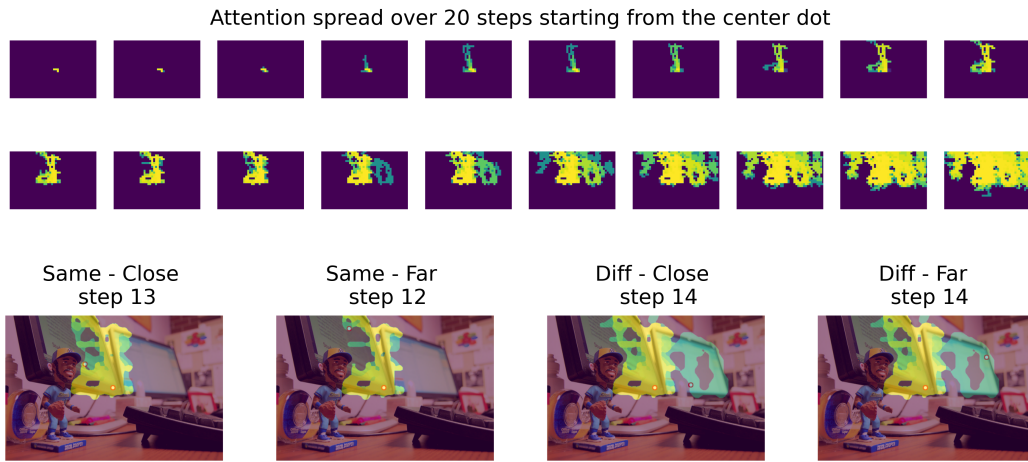 Attention spread over 20 steps starting from the center dot
Same - Close
step 13
Same - Far
step 12
Diff - Close
step 14
Diff - Far
step 14